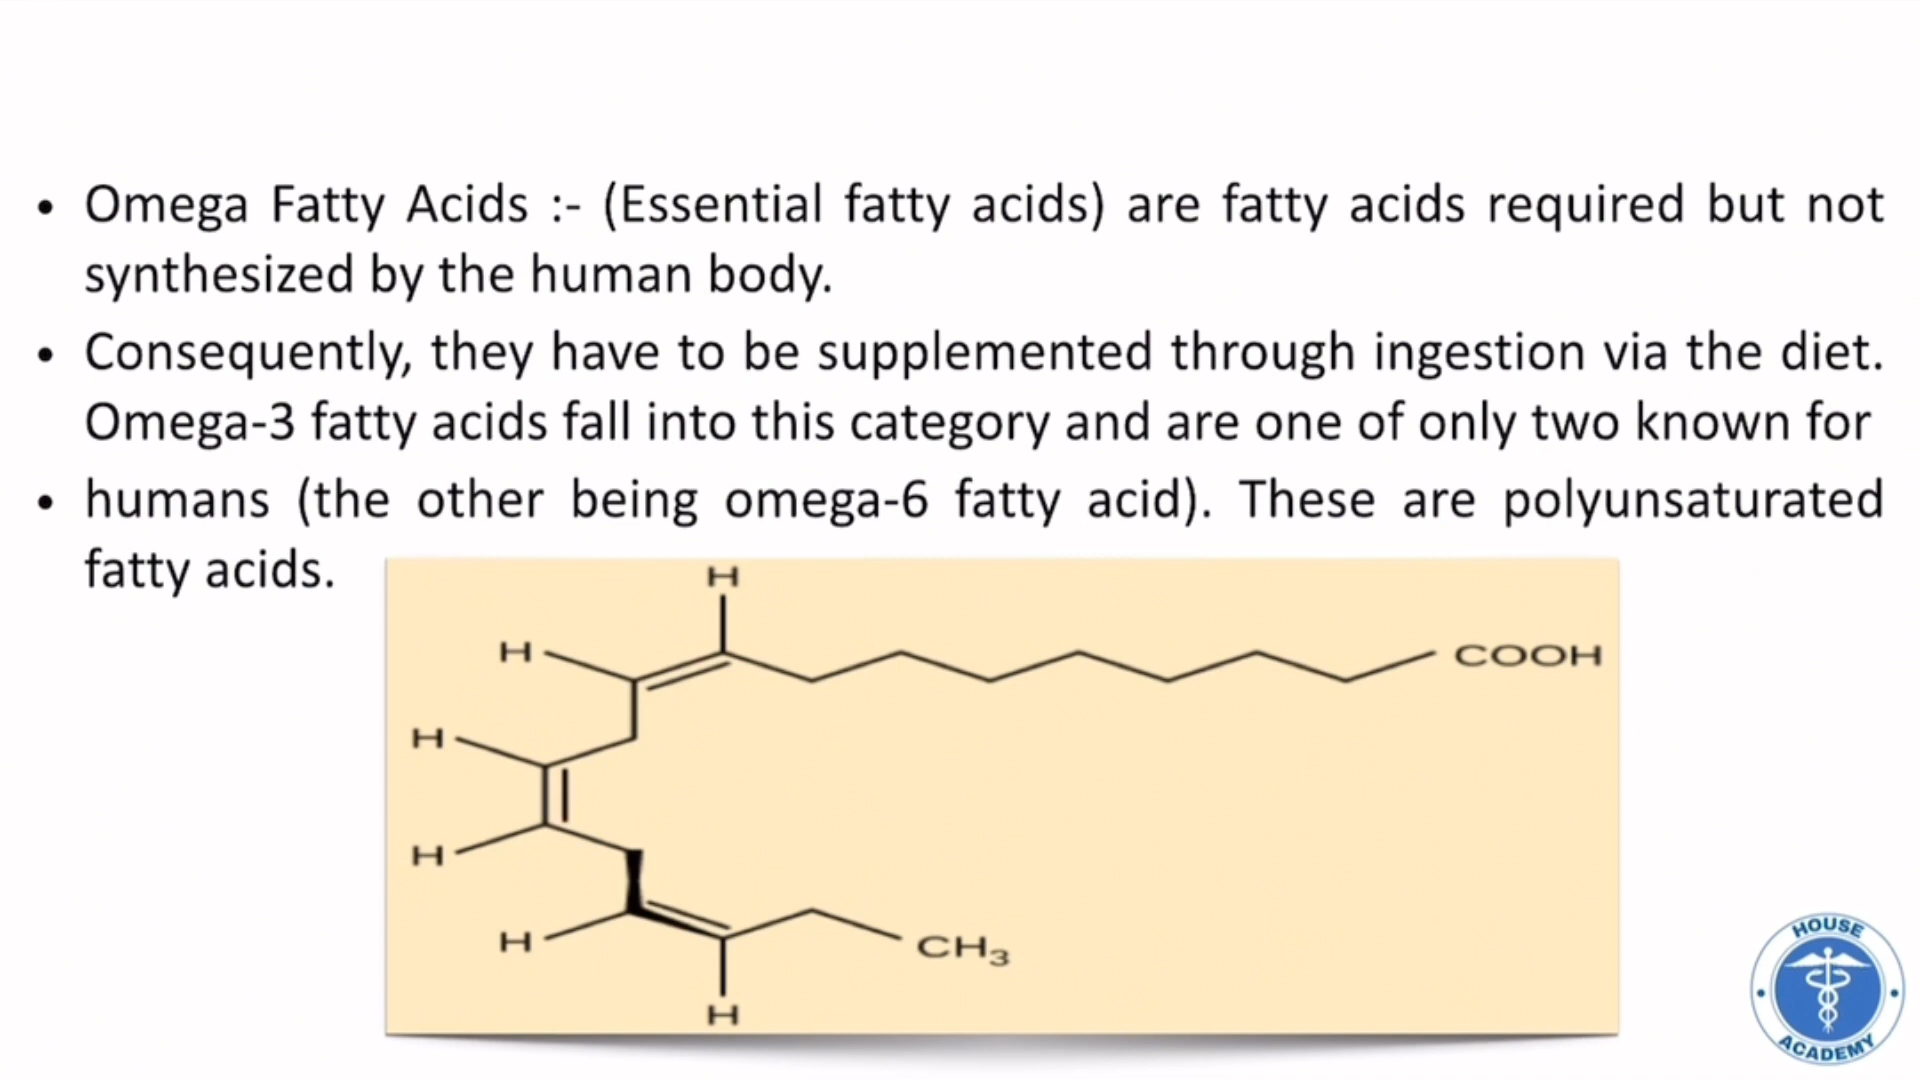 • Omega Fatty Acids :- (Essential fatty acids) are fatty acids required but not
synthesized by the human body.
• Consequently, they have to be supplemented through ingestion via the diet.
Omega-3 fatty acids fall into this category and are one of only two known for
• humans (the other being omega-6 fatty acid). These are polyunsaturated
fatty acids.
H
H
COOH
H
H
H
CH₃
H
HOUSE
ACADEMY